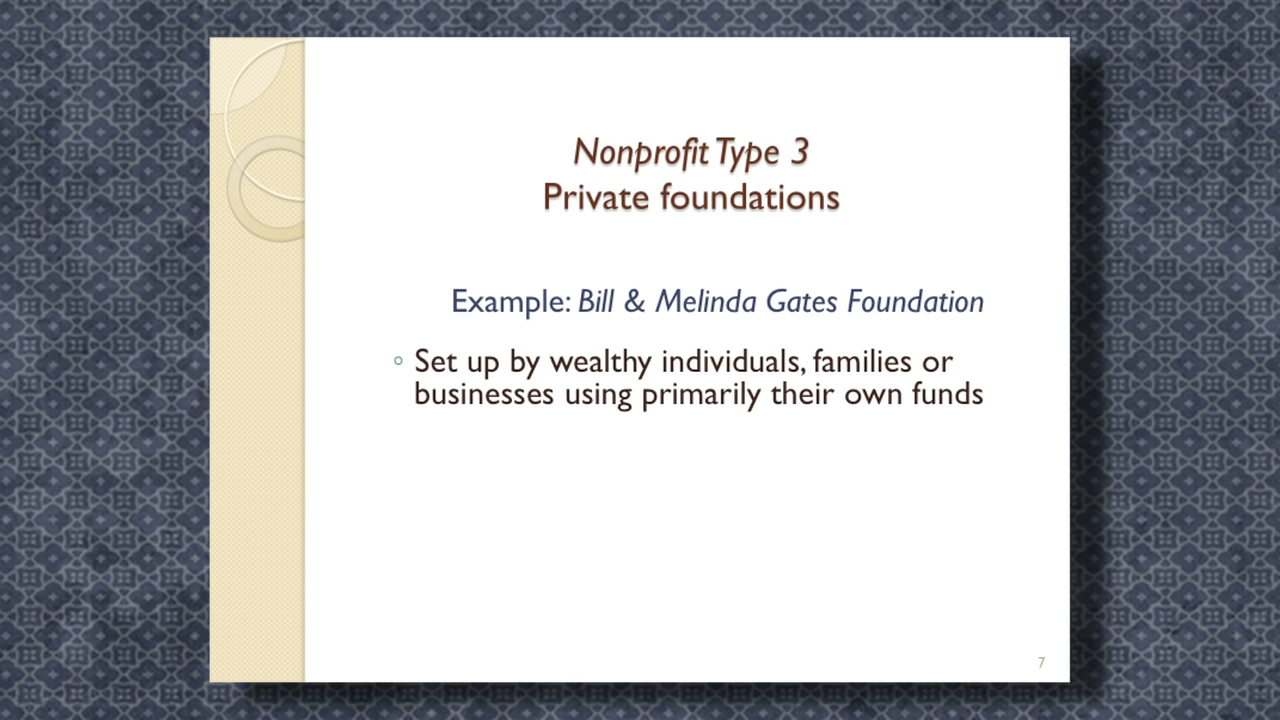 Nonprofit Type 3
Private foundations
Example: Bill & Melinda Gates Foundation
◦ Set up by wealthy individuals, families or
businesses using primarily their own funds
7